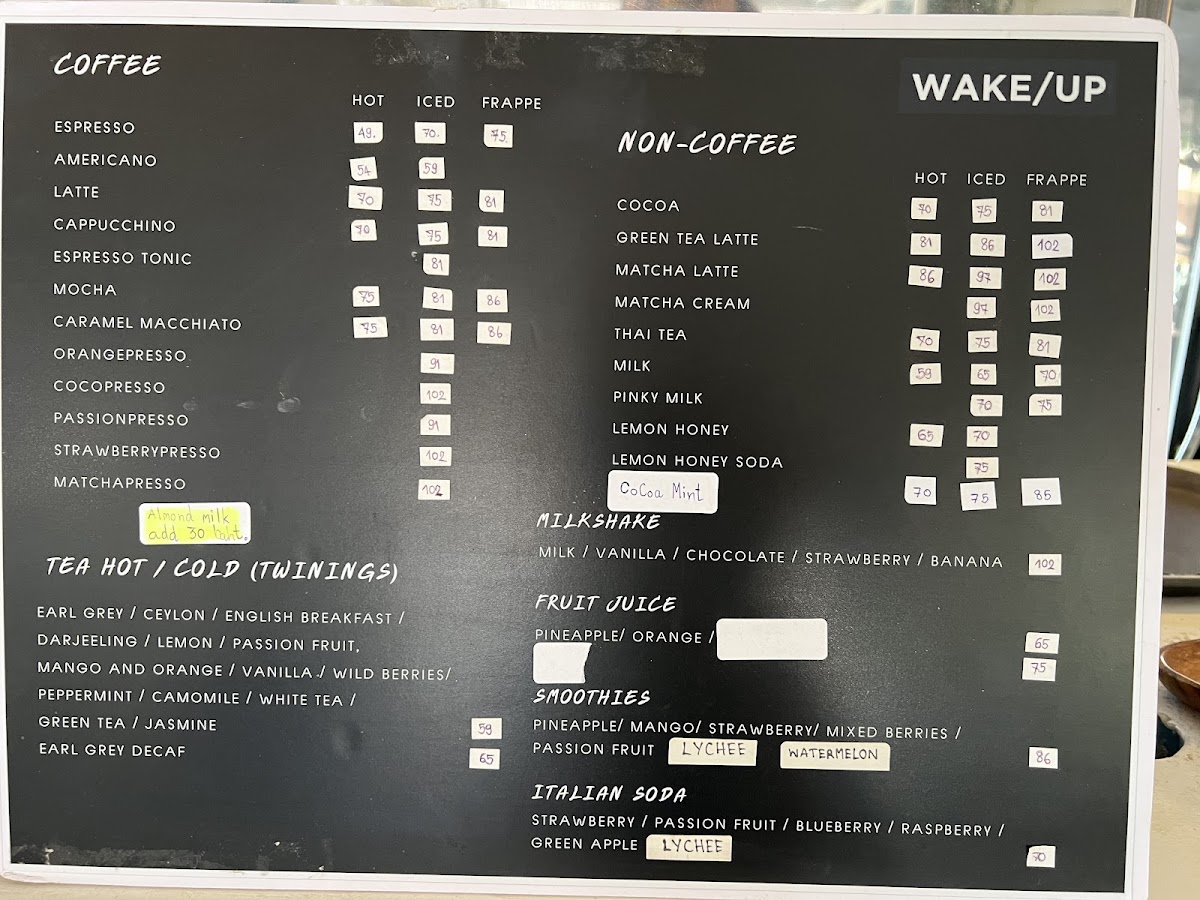 COFFEE
HOT ICED FRAPPE
ESPRESSO 49. 70. 75.
AMERICANO 54 59
LATTE 70 75 81
CAPPUCCHINO 70 75 81
ESPRESSO TONIC 81
MOCHA 75 81 86
CARAMEL MACCHIATO 75 81 86
ORANGEPRESSO 91
COCOPRESSO 102
PASSIONPRESSO 91
STRAWBERRYPRESSO 102
MATCHAPRESSO 102
Almond milk
add 30 baht.
TEA HOT / COLD (TWININGS)
EARL GREY / CEYLON / ENGLISH BREAKFAST /
DARJEELING / LEMON / PASSION FRUIT,
MANGO AND ORANGE / VANILLA / WILD BERRIES/
PEPPERMINT / CAMOMILE / WHITE TEA /
GREEN TEA / JASMINE 59
EARL GREY DECAF 65
WAKE/UP
NON-COFFEE
HOT ICED FRAPPE
COCOA 70 75 81
GREEN TEA LATTE 81 86 102
MATCHA LATTE 86 97 102
MATCHA CREAM 97 102
THAI TEA 70 75 81
MILK 59 65 70
PINKY MILK 70 75
LEMON HONEY 65 70
LEMON HONEY SODA 75
CoCoa Mint 70 75 85
MILKSHAKE
MILK / VANILLA / CHOCOLATE / STRAWBERRY / BANANA 102
FRUIT JUICE
PINEAPPLE/ ORANGE / 65
75
SMOOTHIES
PINEAPPLE/ MANGO/ STRAWBERRY/ MIXED BERRIES /
PASSION FRUIT LYCHEE WATERMELON 86
ITALIAN SODA
STRAWBERRY / PASSION FRUIT / BLUEBERRY / RASPBERRY /
GREEN APPLE LYCHEE 70